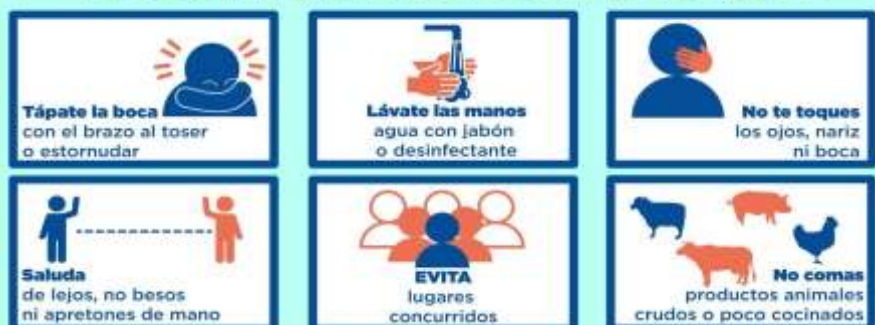 Tápate la boca
con el brazo al toser
o estornudar
Lávate las manos
agua con jabón
o desinfectante
No te toques
los ojos, nariz
ni boca
Saluda
de lejos, no besos
ni apretones de mano
EVITA
lugares
concurridos
No comas
productos animales
crudos o poco cocinados